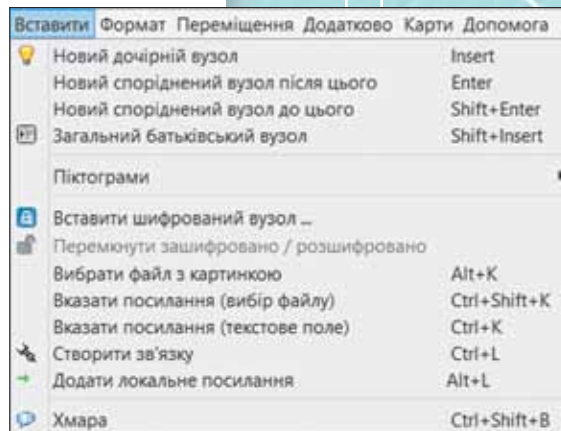 Вставити Формат Переміщення Додатково Карти Допомога
Новий дочірній вузол Insert
Новий споріднений вузол після цього Enter
Новий споріднений вузол до цього Shift+Enter
Загальний батьківський вузол Shift+Insert
Піктограми
Вставити шифрований вузол ...
Перемкнути зашифровано / розшифровано
Вибрати файл з картинкою Alt+K
Вказати посилання (вибір файлу) Ctrl+Shift+K
Вказати посилання (текстове поле) Ctrl+K
Створити зв'язку Ctrl+L
Додати локальне посилання Alt+L
Хмара Ctrl+Shift+B